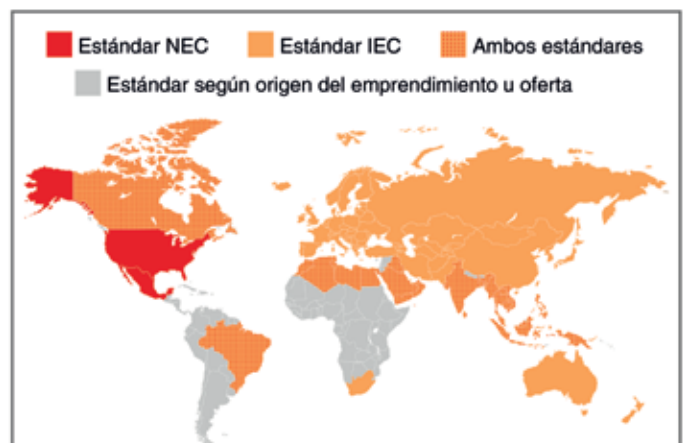 Estándar NEC Estándar IEC Ambos estándares
Estándar según origen del emprendimiento u oferta